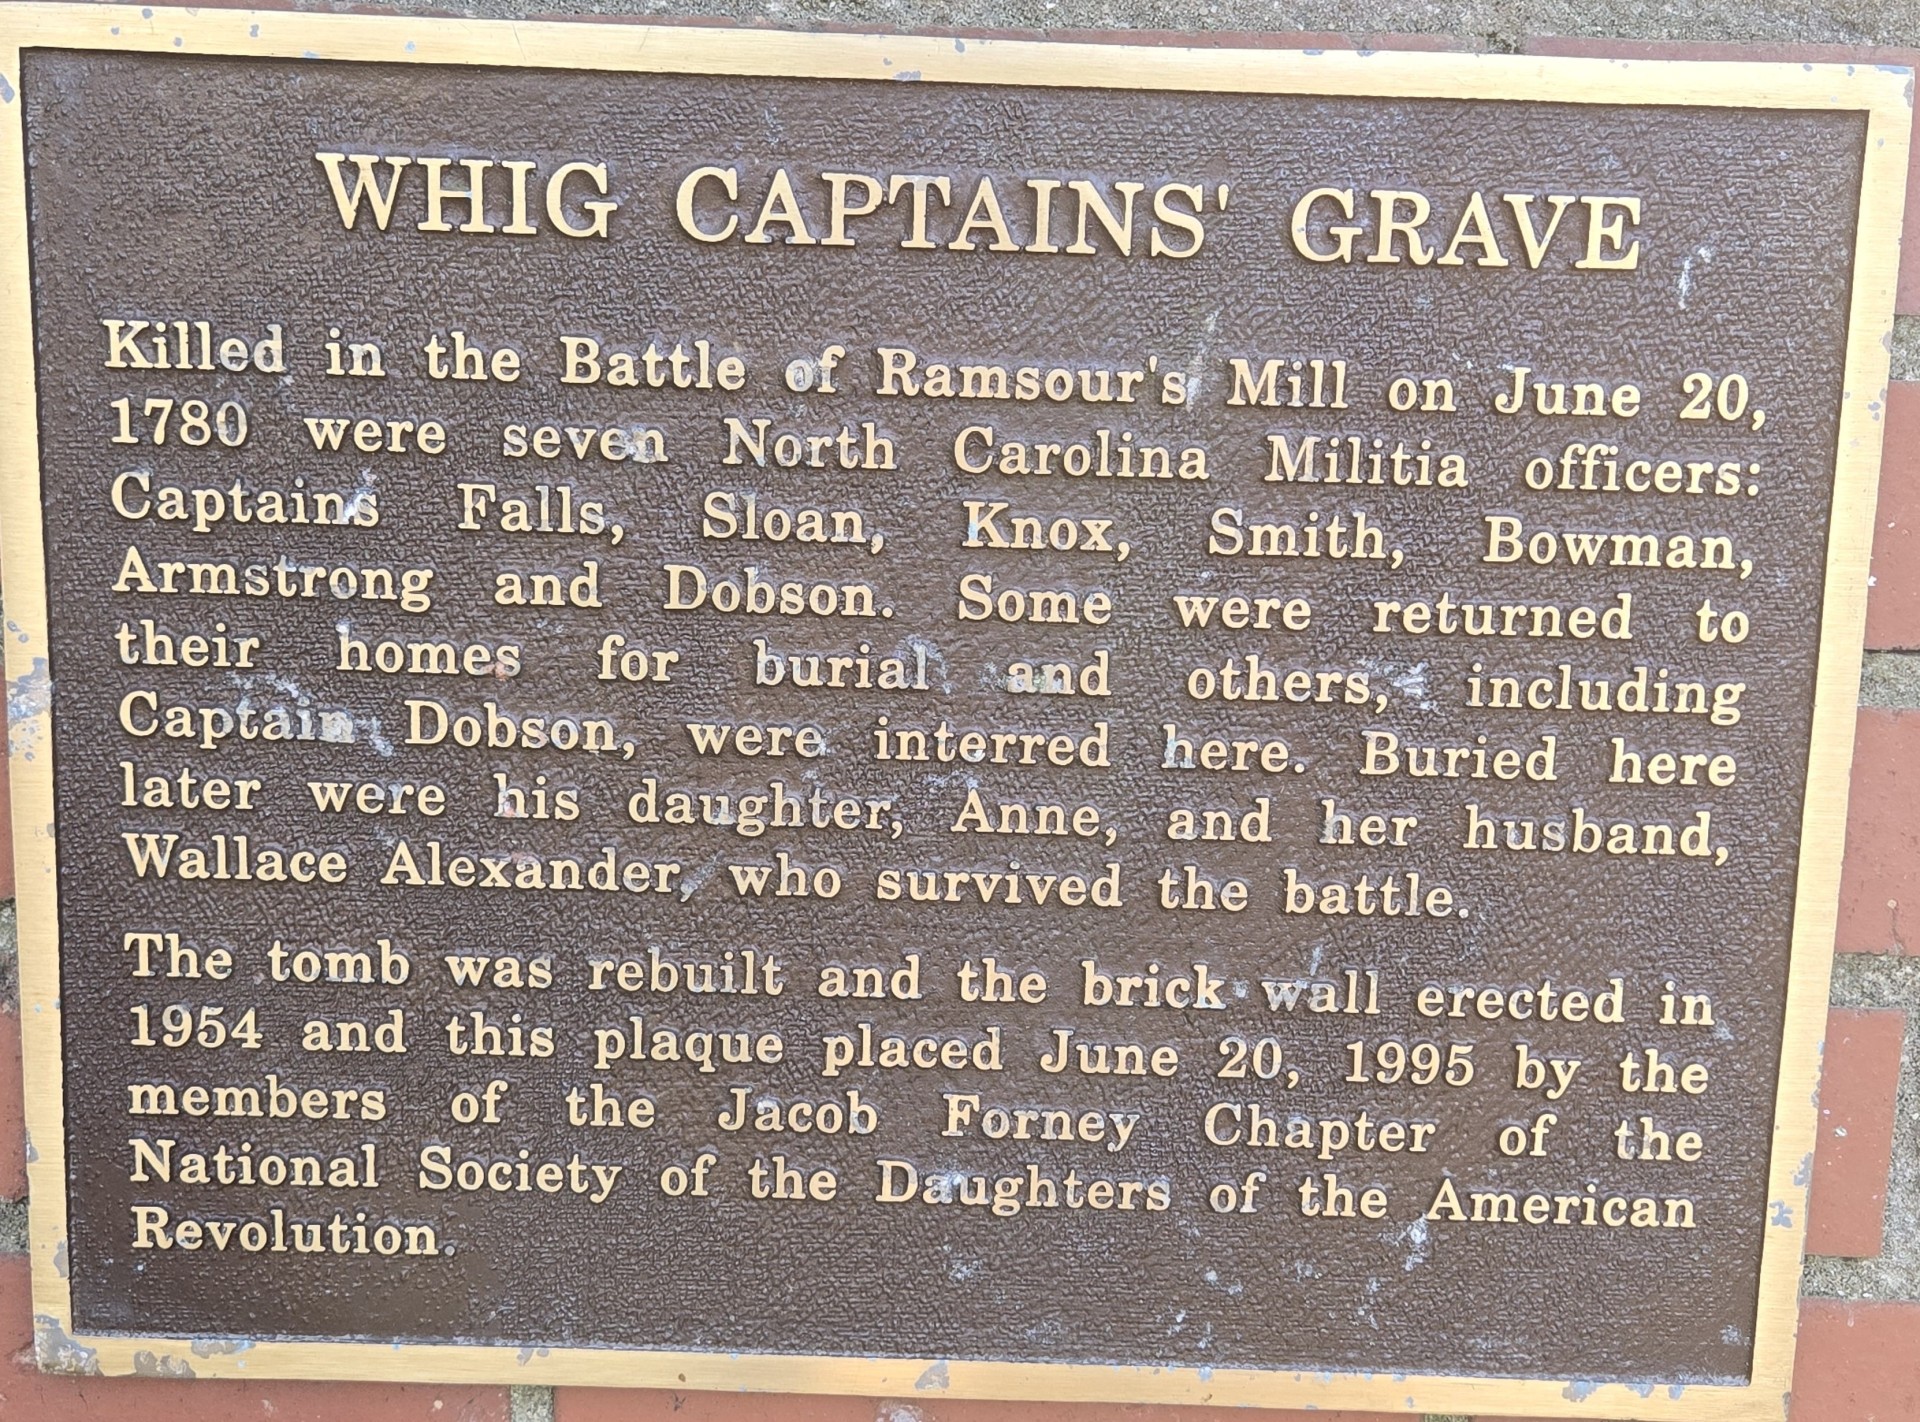 WHIG CAPTAINS' GRAVE
Killed in the Battle of Ramsour's Mill on June 20,
1780 were seven North Carolina Militia officers:
Captains Falls, Sloan, Knox, Smith, Bowman,
Armstrong and Dobson. Some were returned to
their homes for burial and others, including
Captain Dobson, were interred here. Buried here
later were his daughter, Anne, and her husband,
Wallace Alexander, who survived the battle.
The tomb was rebuilt and the brick wall erected in
1954 and this plaque placed June 20, 1995 by the
members of the Jacob Forney Chapter of the
National Society of the Daughters of the American
Revolution.